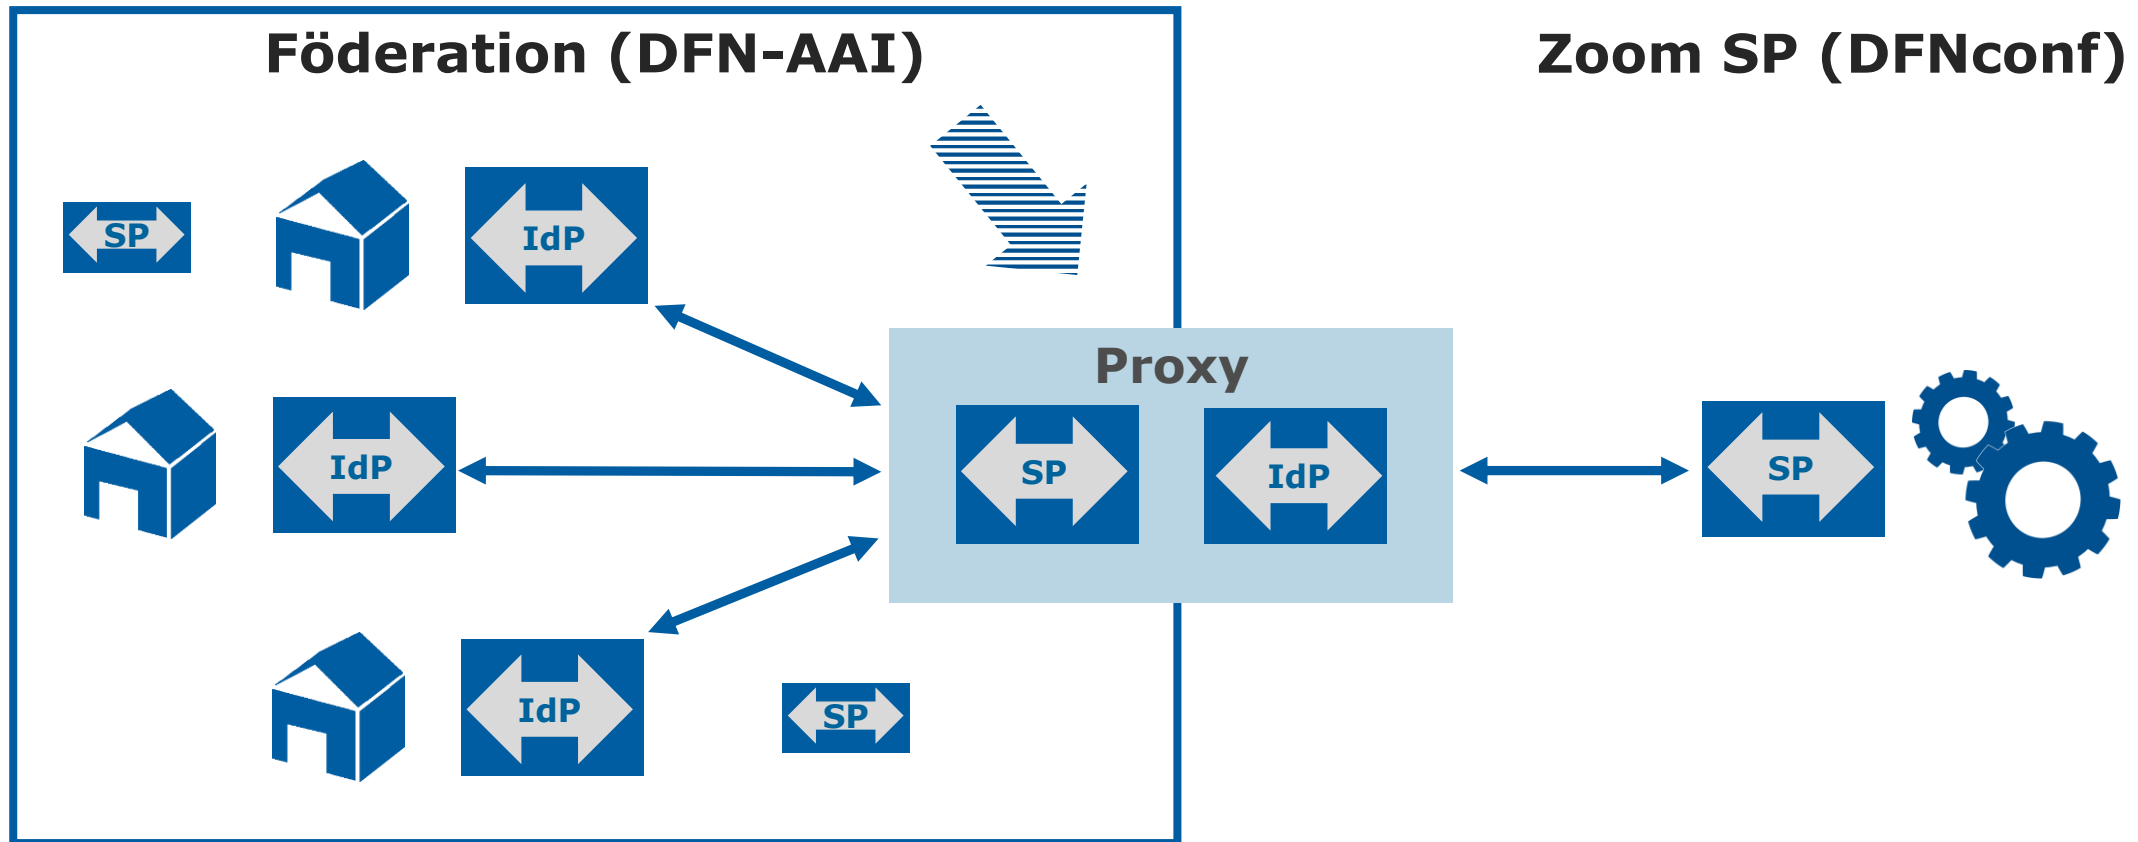 Föderation (DFN-AAI)
Zoom SP (DFNconf)
SP
IdP
Proxy
IdP
SP
IdP
SP
IdP
SP